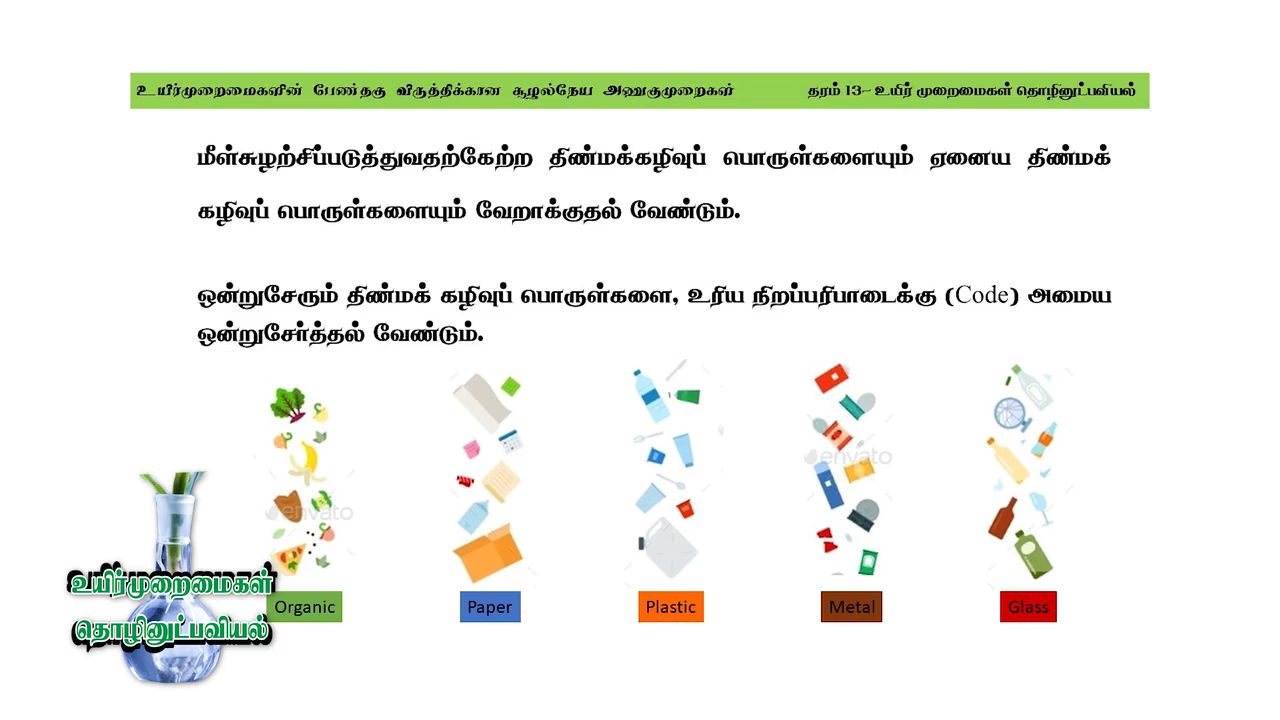 உயிர்முறைமைகளின் பேண்தகு விருத்திக்கான சூழல்நேய அணுகுமுறைகள் தரம் 13- உயிர் முறைமைகள் தொழினுட்பவியல்
மீள்சுழற்சிப்படுத்துவதற்கேற்ற திண்மக்கழிவுப் பொருள்களையும் ஏனைய திண்மக்
கழிவுப் பொருள்களையும் வேறாக்குதல் வேண்டும்.
ஒன்றுசேரும் திண்மக் கழிவுப் பொருள்களை, உரிய நிறப்பரிபாடைக்கு (Code) அமைய
ஒன்றுசேர்த்தல் வேண்டும்.
envato
envato
Organic Paper Plastic Metal Glass
உயிர்முறைமைகள்
தொழினுட்பவியல்